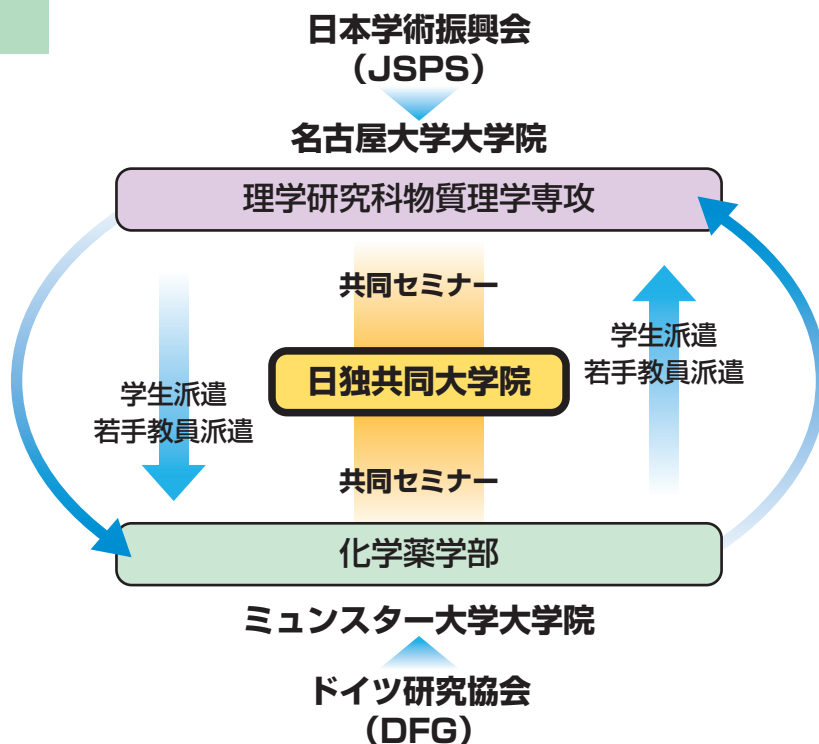 日本学術振興会
（JSPS）
名古屋大学大学院
理学研究科物質理学専攻
共同セミナー
学生派遣
若手教員派遣
日独共同大学院
学生派遣
若手教員派遣
共同セミナー
化学薬学部
ミュンスター大学大学院
ドイツ研究協会
（DFG）